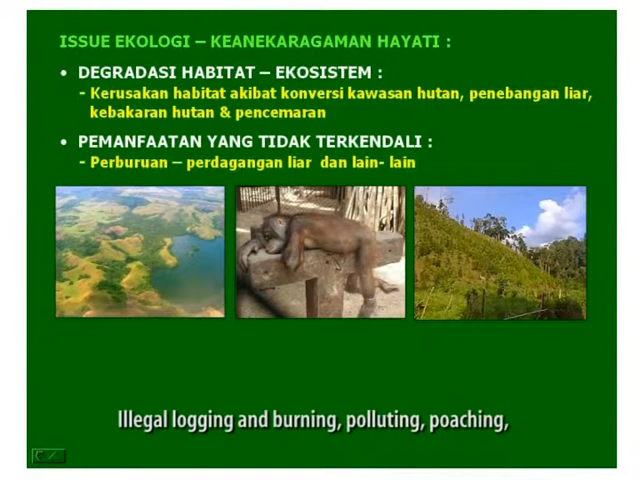 ISSUE EKOLOGI – KEANEKARAGAMAN HAYATI :
• DEGRADASI HABITAT – EKOSISTEM :
- Kerusakan habitat akibat konversi kawasan hutan, penebangan liar,
kebakaran hutan & pencemaran
• PEMANFAATAN YANG TIDAK TERKENDALI :
- Perburuan – perdagangan liar dan lain- lain
Illegal logging and burning, polluting, poaching,